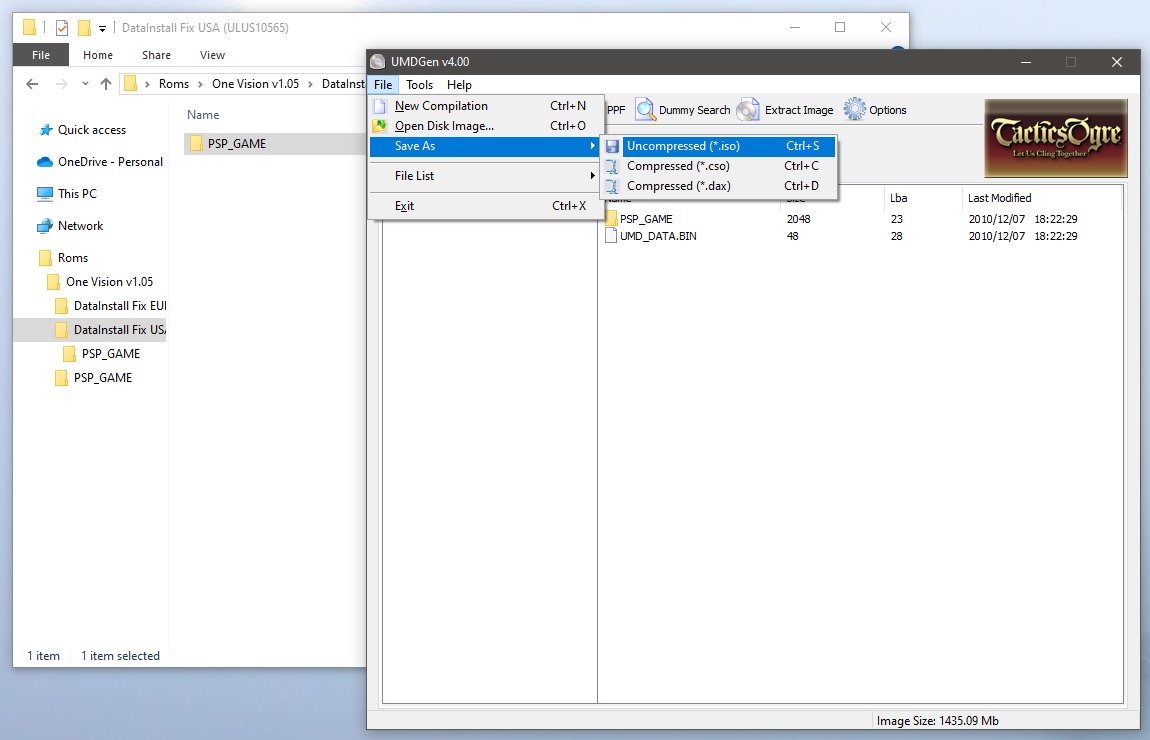 DataInstall Fix USA (ULUS10565)
File Home Share View
Roms One Vision v1.05 DataInst
Name
Quick access
OneDrive - Personal
This PC
Network
Roms
One Vision v1.05
DataInstall Fix EU
DataInstall Fix US
PSP_GAME
PSP_GAME
PSP_GAME
1 item 1 item selected
UMDGen v4.00
File Tools Help
New Compilation Ctrl+N
Open Disk Image... Ctrl+O
Save As
File List
Exit Ctrl+X
Uncompressed (*.iso) Ctrl+S
Compressed (*.cso) Ctrl+C
Compressed (*.dax) Ctrl+D
PPF Dummy Search Extract Image Options
Tactics Ogre
Let Us Cling Together
Name Size Lba Last Modified
PSP_GAME 2048 23 2010/12/07 18:22:29
UMD_DATA.BIN 48 28 2010/12/07 18:22:29
Image Size: 1435.09 Mb